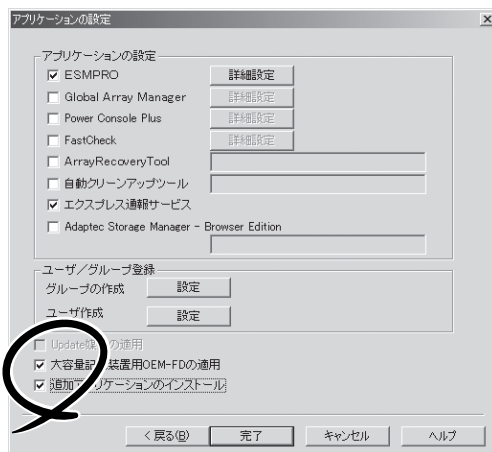 アプリケーションの設定
アプリケーションの設定
ESMPRO 詳細設定
Global Array Manager 詳細設定
Power Console Plus 詳細設定
FastCheck 詳細設定
ArrayRecoveryTool
自動クリーンアップツール
エクスプレス通報サービス
Adaptec Storage Manager - Browser Edition
ユーザ/グループ登録
グループの作成 設定
ユーザ作成 設定
Update の適用
大容量記 装置用OEM-FDの適用
追加アプリケーションのインストール
< 戻る(B) 完了 キャンセル ヘルプ